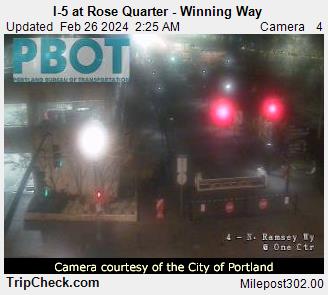 I-5 at Rose Quarter - Winning Way
Updated Feb 26 2024 2:25 AM Camera 4
PBOT
PORTLAND BUREAU OF TRANSPORTATION
4 - N. Ramsey Wy
@ One Ctr
Camera courtesy of the City of Portland
TripCheck.com Milepost302.00